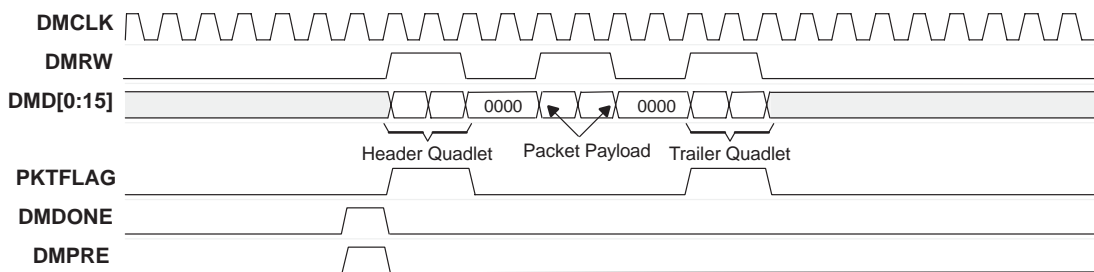 DMCLK
DMRW
DMD[0:15]
0000
0000
Header Quadlet
Packet Payload
Trailer Quadlet
PKTFLAG
DMDONE
DMPRE